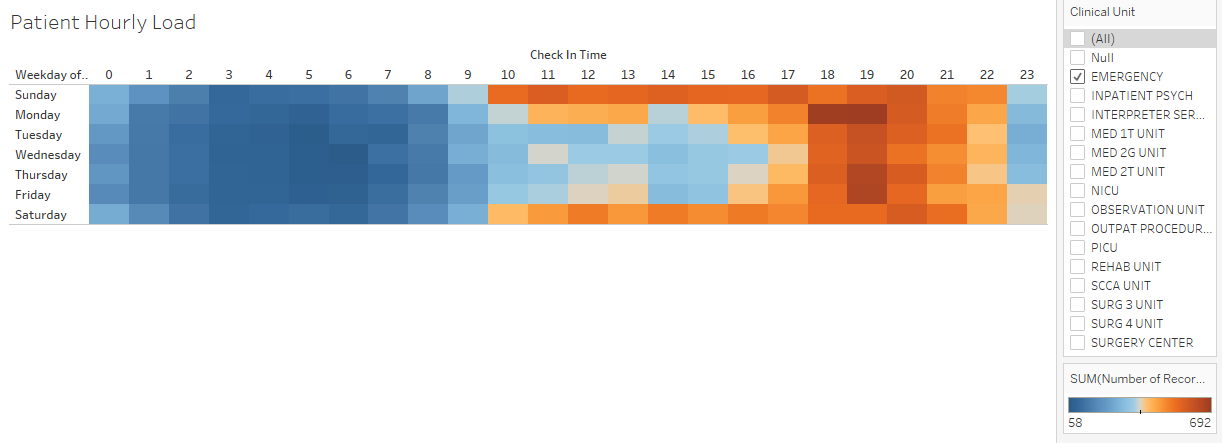 Patient Hourly Load
Check In Time
Weekday of.. 0 1 2 3 4 5 6 7 8 9 10 11 12 13 14 15 16 17 18 19 20 21 22 23
Sunday
Monday
Tuesday
Wednesday
Thursday
Friday
Saturday
Clinical Unit
(All)
Null
EMERGENCY
INPATIENT PSYCH
INTERPRETER SER...
MED 1T UNIT
MED 2G UNIT
MED 2T UNIT
NICU
OBSERVATION UNIT
OUTPAT PROCEDUR...
PICU
REHAB UNIT
SCCA UNIT
SURG 3 UNIT
SURG 4 UNIT
SURGERY CENTER
SUM(Number of Recor...
58 692